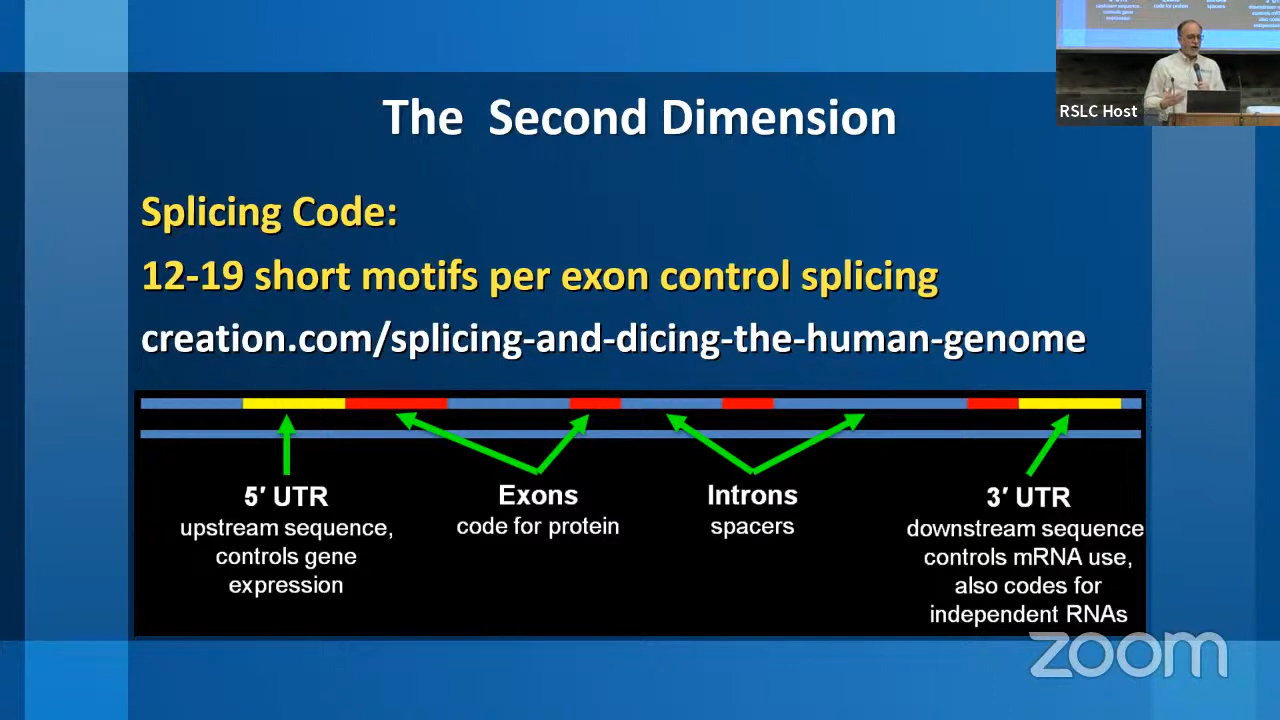 The Second Dimension
RSLC Host
Splicing Code:
12-19 short motifs per exon control splicing
creation.com/splicing-and-dicing-the-human-genome
5′ UTR
upstream sequence,
controls gene
expression
Exons
code for protein
Introns
spacers
3′ UTR
downstream sequence
controls mRNA use,
also codes for
independent RNAs
zoom